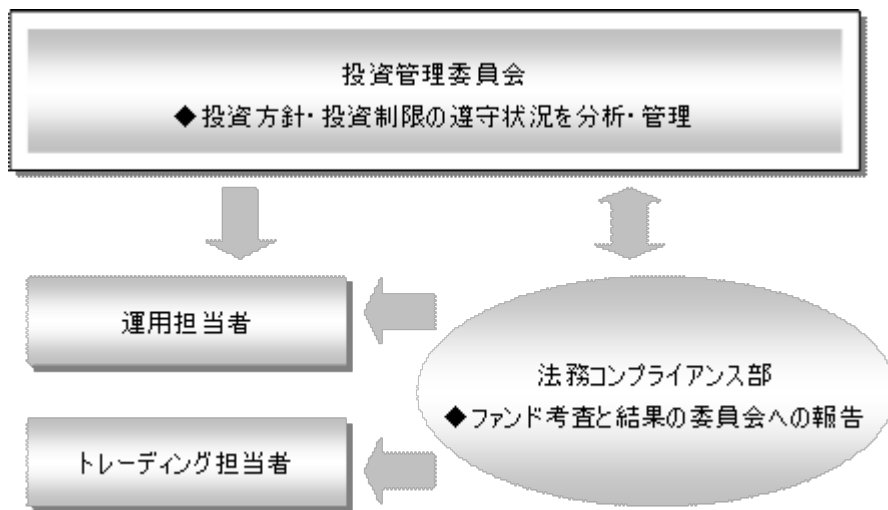 投資管理委員会
◆投資方針・投資制限の遵守状況を分析・管理
運用担当者
法務コンプライアンス部
◆ファンド考査と結果の委員会への報告
トレーディング担当者